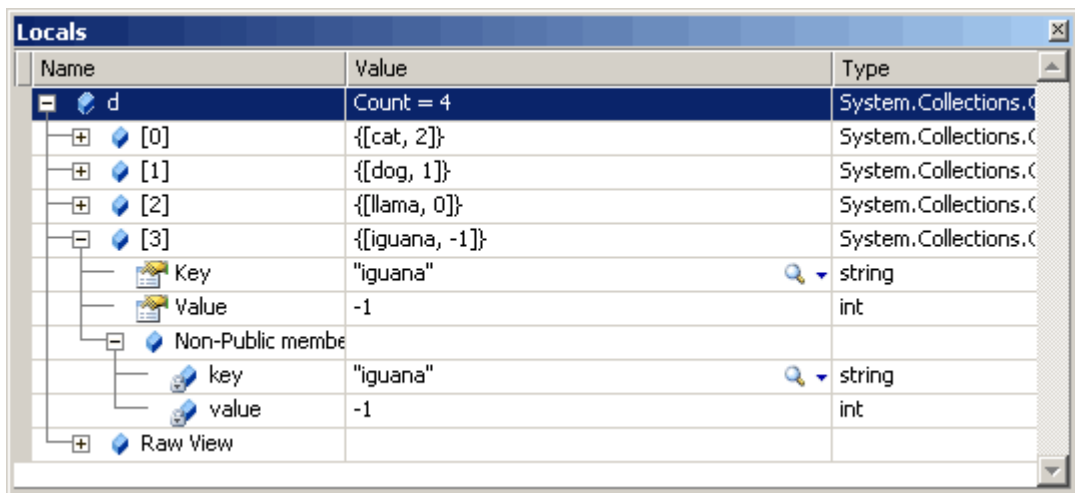 Locals
Name Value Type
d Count = 4 System.Collections.
[0] {[cat, 2]} System.Collections.
[1] {[dog, 1]} System.Collections.
[2] {[llama, 0]} System.Collections.
[3] {[iguana, -1]} System.Collections.
Key "iguana" string
Value -1 int
Non-Public membe
key "iguana" string
value -1 int
Raw View